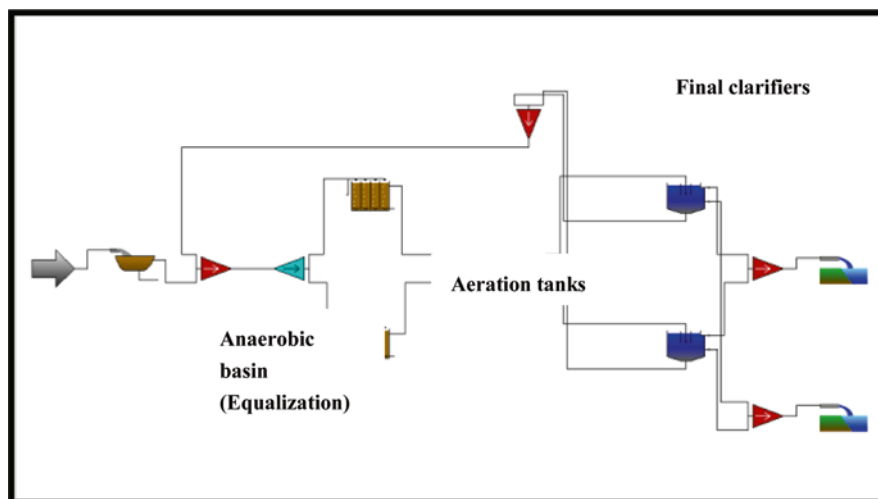 Final clarifiers
Aeration tanks
Anaerobic
basin
(Equalization)